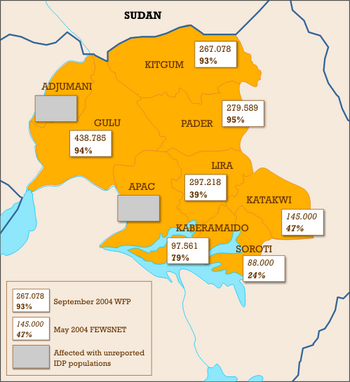 SUDAN
267.078
93%
KITGUM
ADJUMANI
279.589
95%
GULU
PADER
438.785
94%
LIRA
APAC
297.218
39%
KATAKWI
145.000
47%
KABERAMAIDO
97.561
79%
SOROTI
88.000
24%
267.078
93%
September 2004 WFP
145.000
47%
May 2004 FEWSNET
Affected with unreported
IDP populations